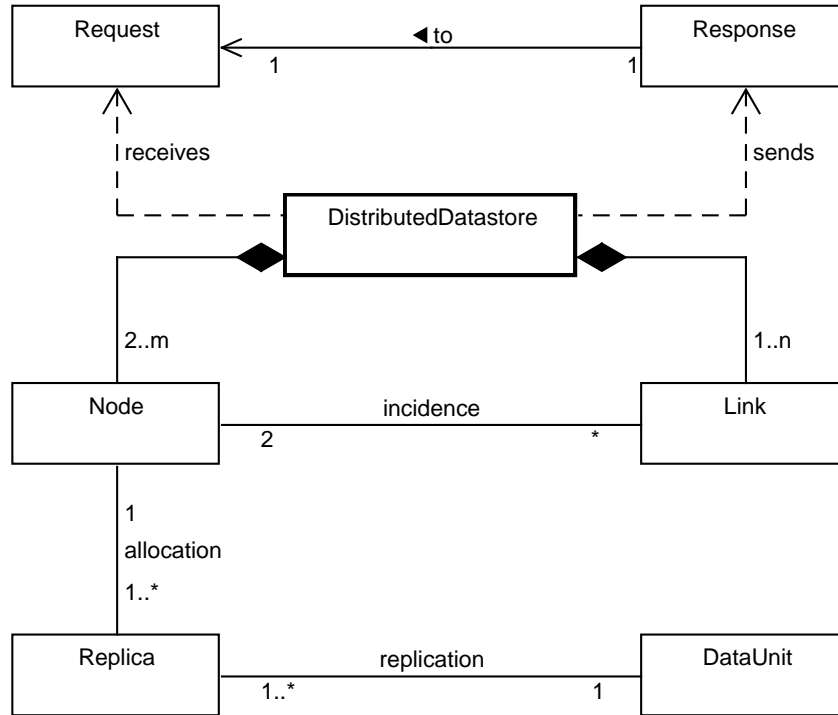 Request
Response
◄ to
1
1
receives
sends
DistributedDatastore
2..m
1..n
Node
incidence
Link
2
*
1
allocation
1..*
Replica
replication
DataUnit
1..*
1